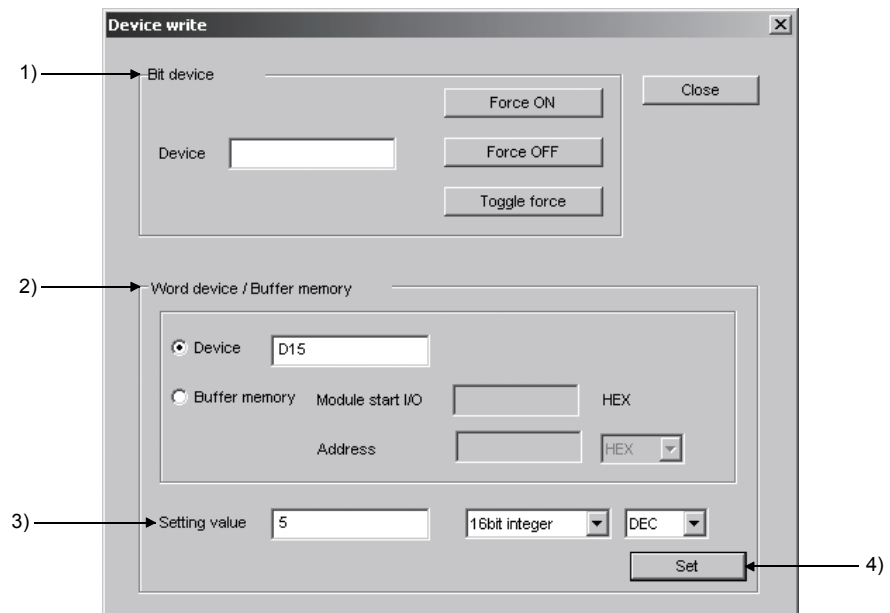 Device write
1)
Bit device
Force ON
Close
Device
Force OFF
Toggle force
2)
Word device / Buffer memory
Device D15
Buffer memory Module start I/O HEX
Address HEX
3)
Setting value 5 16bit integer DEC
Set
4)